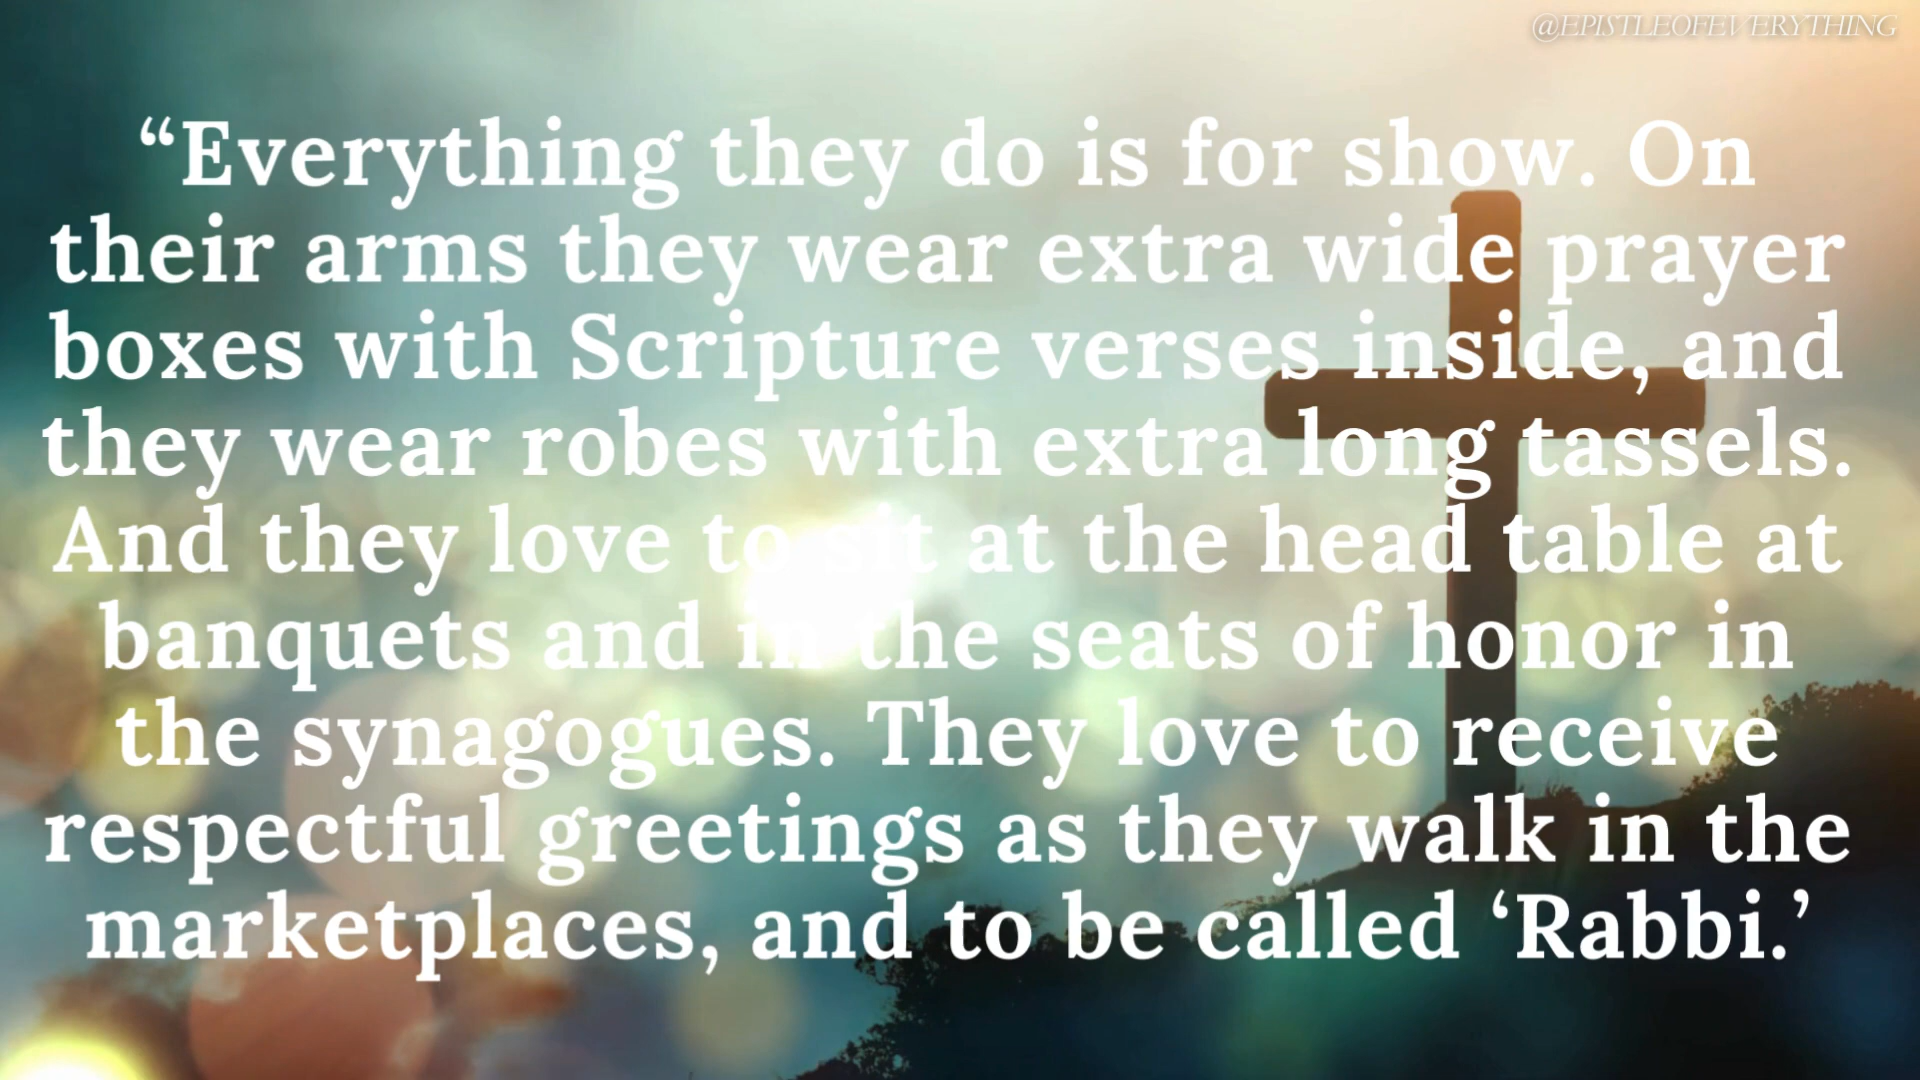 @EPISTLEOFEVERYTHING
“Everything they do is for show. On
their arms they wear extra wide prayer
boxes with Scripture verses inside, and
they wear robes with extra long tassels.
And they love to sit at the head table at
banquets and in the seats of honor in
the synagogues. They love to receive
respectful greetings as they walk in the
marketplaces, and to be called ‘Rabbi.’